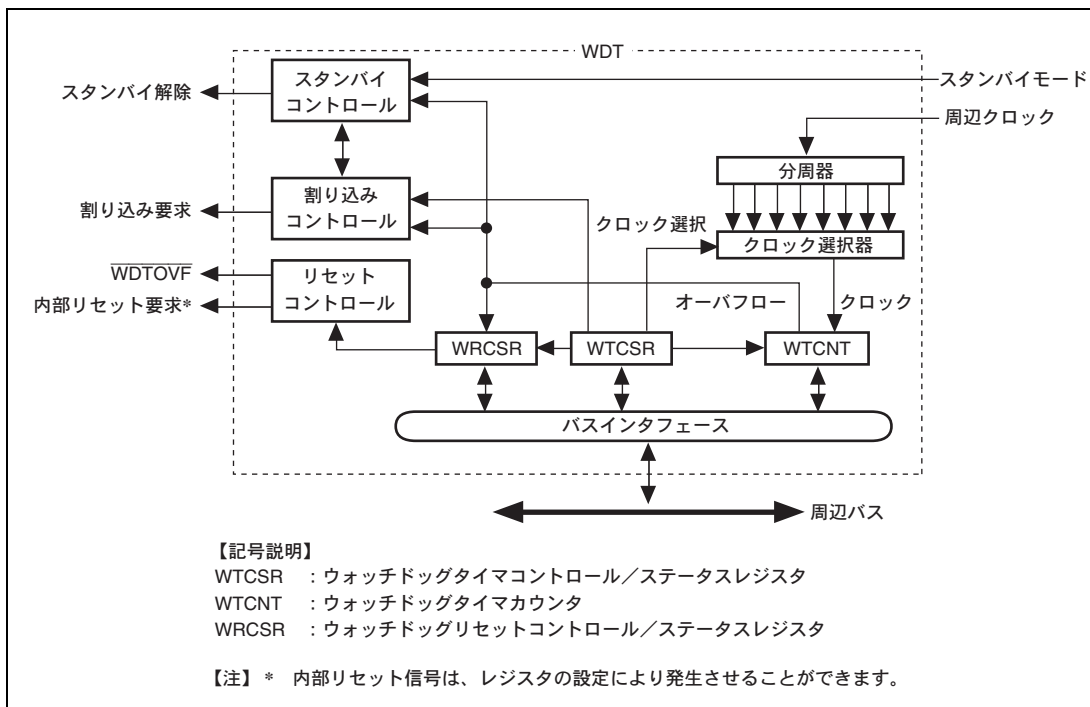 WDT
スタンバイ
コントロール
スタンバイ解除
スタンバイモード
周辺クロック
分周器
割り込み
コントロール
割り込み要求
クロック選択
クロック選択器
WDTOVF
リセット
コントロール
内部リセット要求*
オーバフロー
クロック
WRCSR
WTCSR
WTCNT
バスインタフェース
周辺バス
【記号説明】
WTCSR :ウォッチドッグタイマコントロール/ステータスレジスタ
WTCNT :ウォッチドッグタイマカウンタ
WRCSR :ウォッチドッグリセットコントロール/ステータスレジスタ
【注】 * 内部リセット信号は、レジスタの設定により発生させることができます。